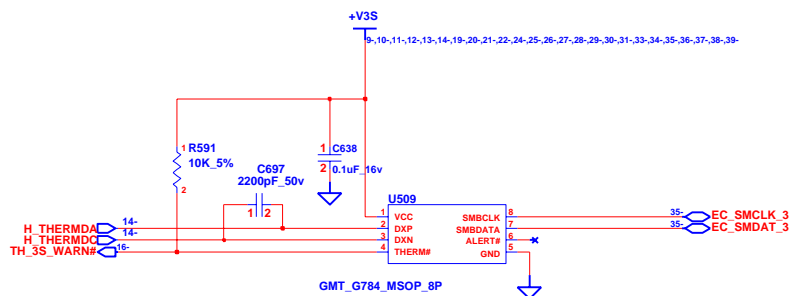 +V3S
9-,10-,11-,12-,13-,14-,19-,20-,21-,22-,24-,25-,26-,27-,28-,29-,30-,31-,33-,34-,35-,36-,37-,38-,39-
1
R591
10K_5%
2
1
C638
2
0.1uF_16v
C697
2200pF_50v
1 2
U509
1 VCC SMBCLK 8
2 DXP SMBDATA 7
3 DXN ALERT# 6
4 THERM# GND 5
H_THERMDA 14-
H_THERMDC 14-
TH_3S_WARN# 16-
35- EC_SMCLK_3
35- EC_SMDAT_3
GMT_G784_MSOP_8P